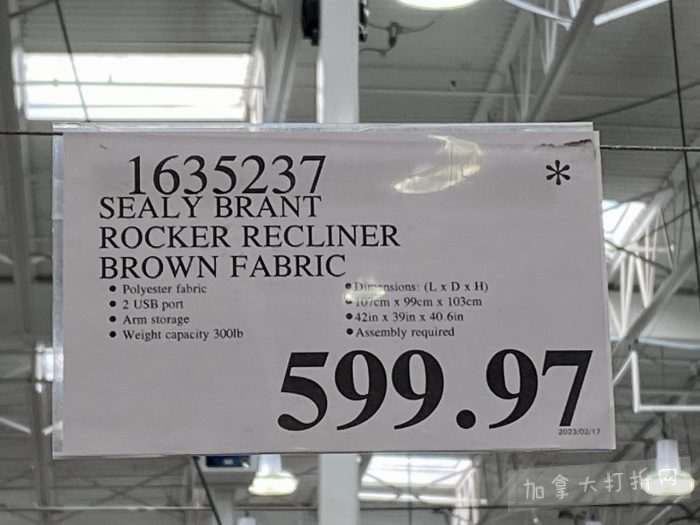 1635237 *
SEALY BRANT
ROCKER RECLINER
BROWN FABRIC
• Polyester fabric
• 2 USB port
• Arm storage
• Weight capacity 300lb
• Dimensions: (L x D x H)
• 107cm x 99cm x 103cm
• 42in x 39in x 40.6in
• Assembly required
599.97
2023/02/17
加拿大打折网